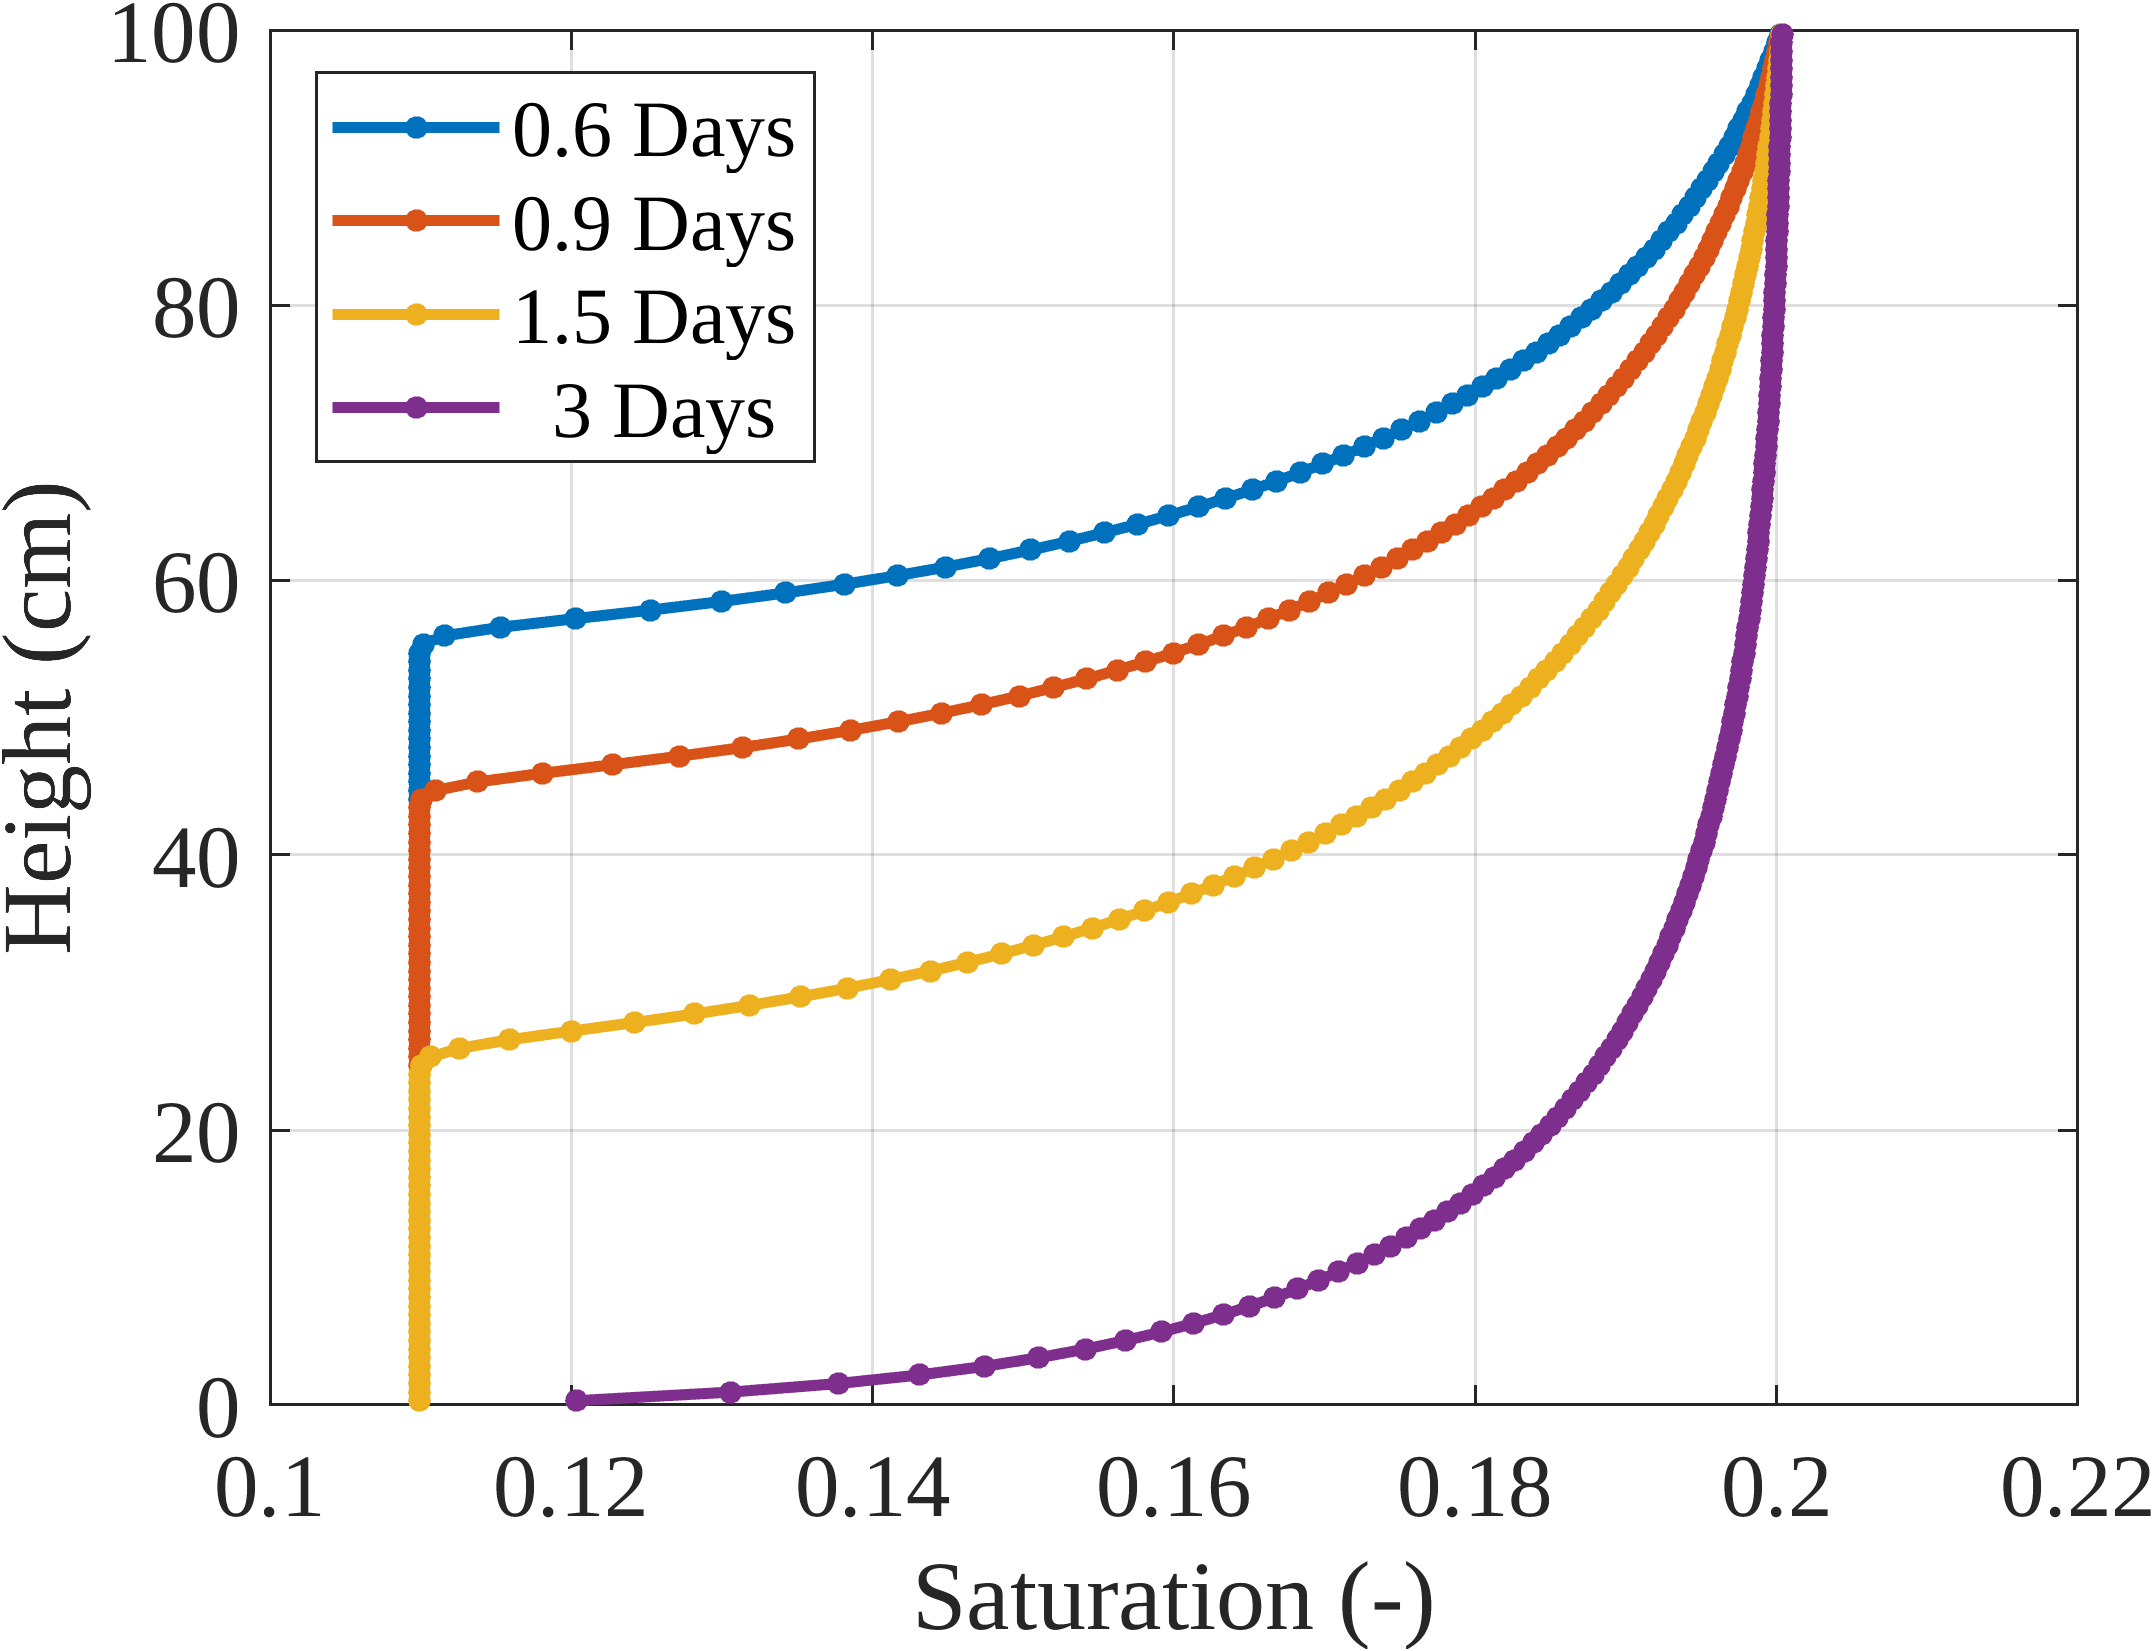 100
80
60
40
20
0
Height (cm)
0.6 Days
0.9 Days
1.5 Days
3 Days
0.1 0.12 0.14 0.16 0.18 0.2 0.22
Saturation (-)